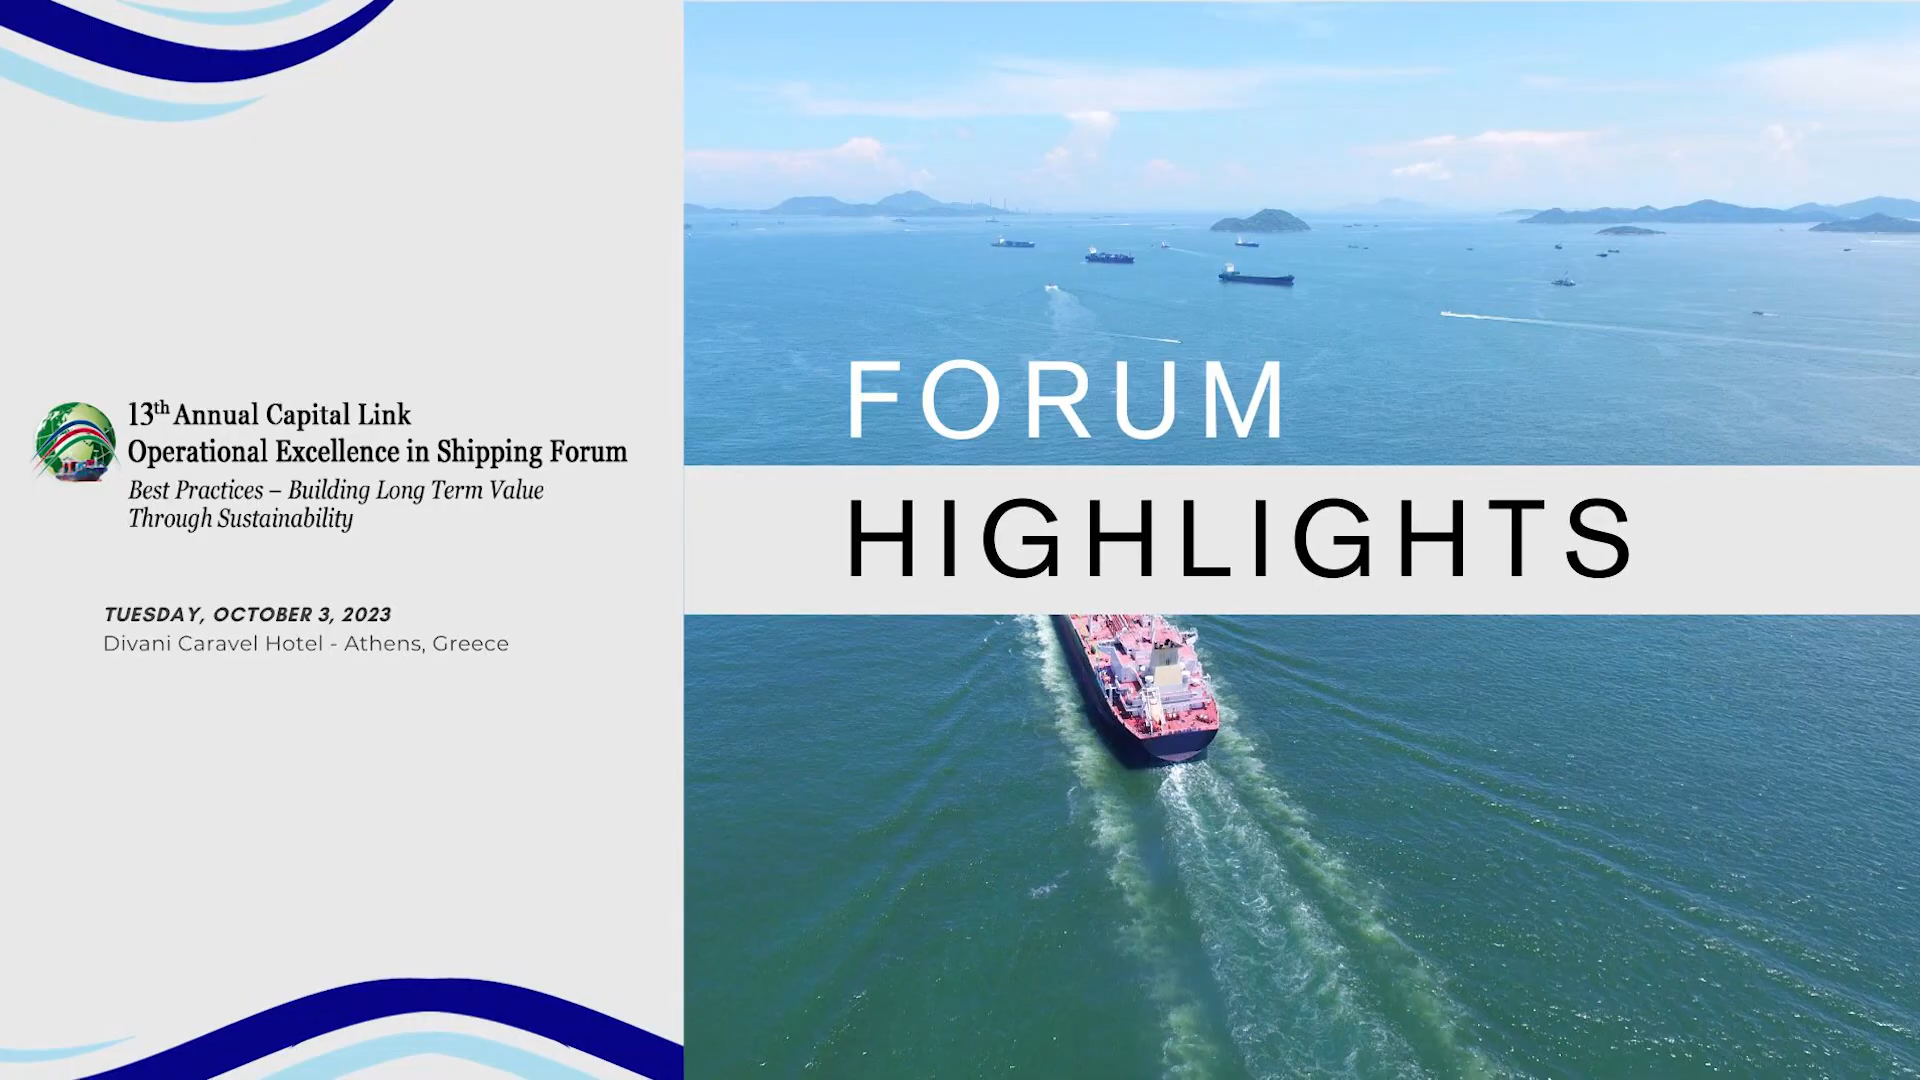 13th Annual Capital Link
Operational Excellence in Shipping Forum
Best Practices – Building Long Term Value
Through Sustainability
TUESDAY, OCTOBER 3, 2023
Divani Caravel Hotel - Athens, Greece
FORUM
HIGHLIGHTS